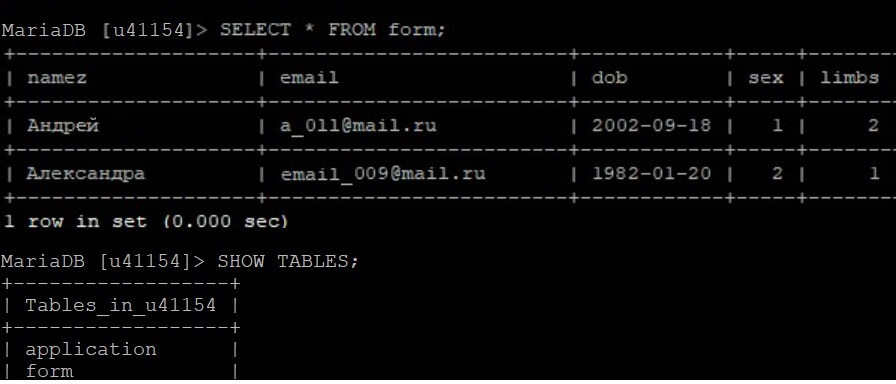 MariaDB [u41154]> SELECT * FROM form;
+------------------+----------------------+------------+-----+-------
| namez | email | dob | sex | limbs
+------------------+----------------------+------------+-----+-------
| Андрей | a_011@mail.ru | 2002-09-18 | 1 | 2
+------------------+----------------------+------------+-----+-------
| Александра | email_009@mail.ru | 1982-01-20 | 2 | 1
+------------------+----------------------+------------+-----+-------
1 row in set (0.000 sec)
MariaDB [u41154]> SHOW TABLES;
+------------------+
| Tables_in_u41154 |
+------------------+
| application |
| form |